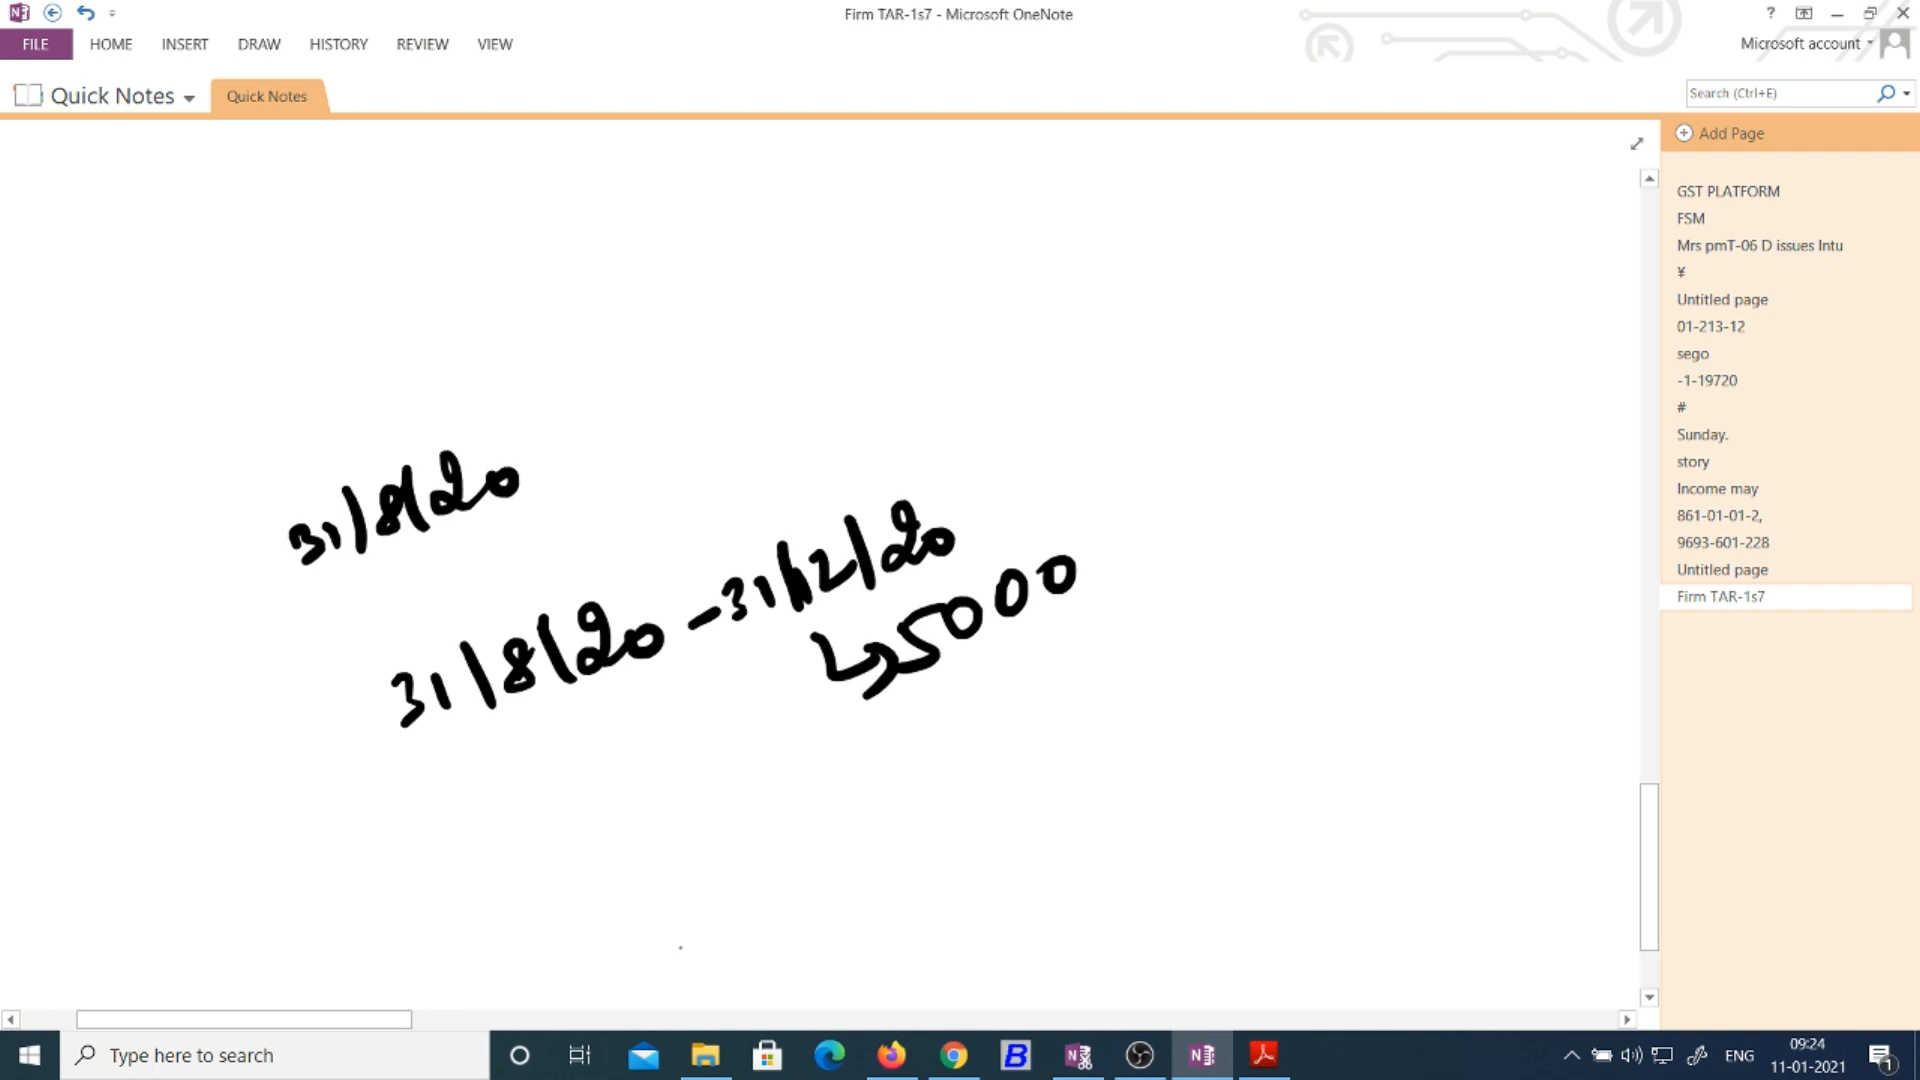 Firm TAR-1s7 - Microsoft OneNote
?
FILE HOME INSERT DRAW HISTORY REVIEW VIEW
Microsoft account
Quick Notes
Quick Notes
Search (Ctrl+E)
Add Page
GST PLATFORM
FSM
Mrs pmT-06 D issues Intu
¥
Untitled page
01-213-12
sego
-1-19720
#
Sunday.
story
Income may
861-01-01-2,
9693-601-228
Untitled page
Firm TAR-1s7
31/8/20
31/8/20 - 31/12/20
5000
Type here to search
ENG
09:24
11-01-2021
1